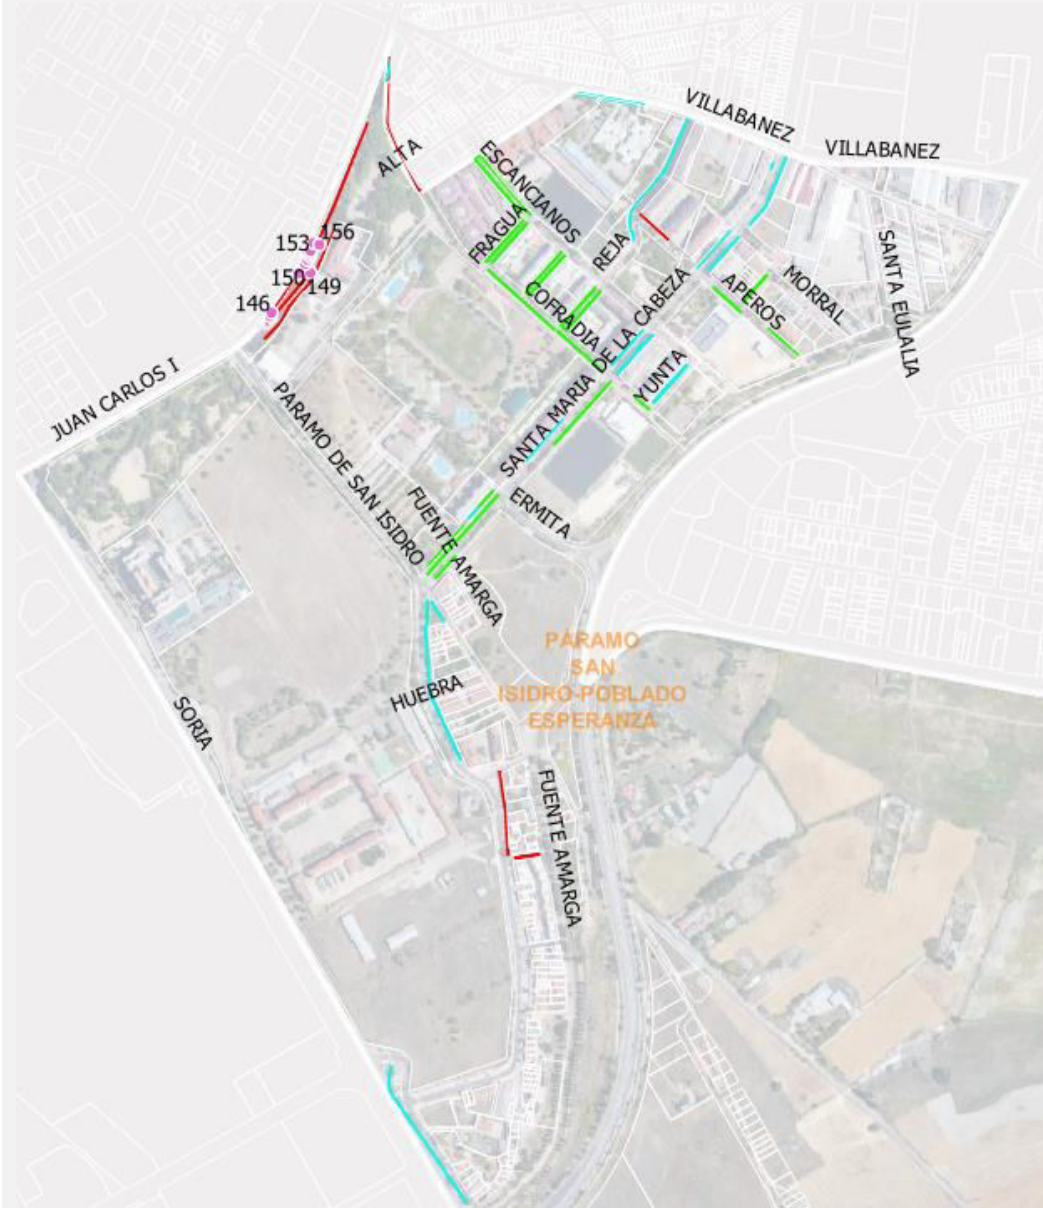 VILLABANEZ
VILLABANEZ
ALTA
ESCANCIANOS
FRAGUA
REJA
153
156
150
149
146
COFRADIA
SANTA MARIA DE LA CABEZA
APEROS
MORRAL
SANTA EULALIA
YUNTA
JUAN CARLOS I
PARAMO DE SAN ISIDRO
FUENTE AMARGA
ERMITA
PÁRAMO
SAN
ISIDRO-POBLADO
ESPERANZA
HUEBRA
SORIA
FUENTE AMARGA